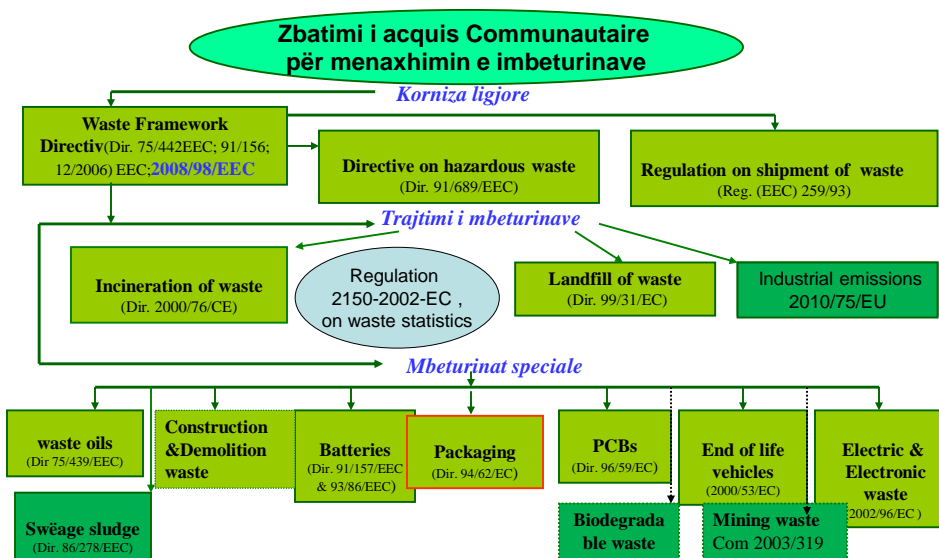 Zbatimi i acquis Communautaire
për menaxhimin e imbeturinave
Korniza ligjore
Waste Framework
Directiv(Dir. 75/442EEC; 91/156;
12/2006) EEC;2008/98/EEC
Directive on hazardous waste
(Dir. 91/689/EEC)
Regulation on shipment of waste
(Reg. (EEC) 259/93)
Trajtimi i mbeturinave
Incineration of waste
(Dir. 2000/76/CE)
Regulation
2150-2002-EC ,
on waste statistics
Landfill of waste
(Dir. 99/31/EC)
Industrial emissions
2010/75/EU
Mbeturinat speciale
waste oils
(Dir 75/439/EEC)
Construction
&Demolition
waste
Batteries
(Dir. 91/157/EEC
& 93/86/EEC)
Packaging
(Dir. 94/62/EC)
PCBs
(Dir. 96/59/EC)
End of life
vehicles
(2000/53/EC)
Electric &
Electronic
waste
2002/96/EC )
Swëage sludge
(Dir. 86/278/EEC)
Biodegrada
ble waste
Mining waste
Com 2003/319